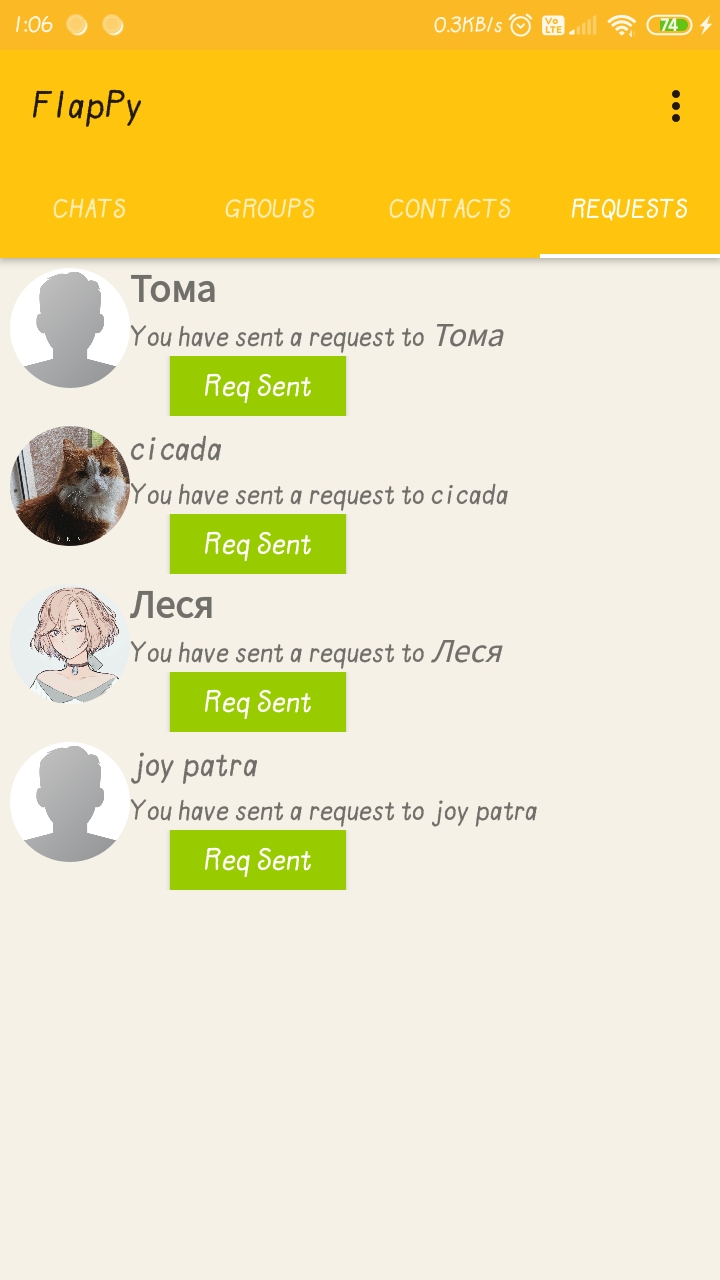 1:06 0.3KB/s Vo LTE 74
FlapPy
CHATS GROUPS CONTACTS REQUESTS
Тома
You have sent a request to Тома
Req Sent
cicada
You have sent a request to cicada
Req Sent
Леся
You have sent a request to Леся
Req Sent
joy patra
You have sent a request to joy patra
Req Sent